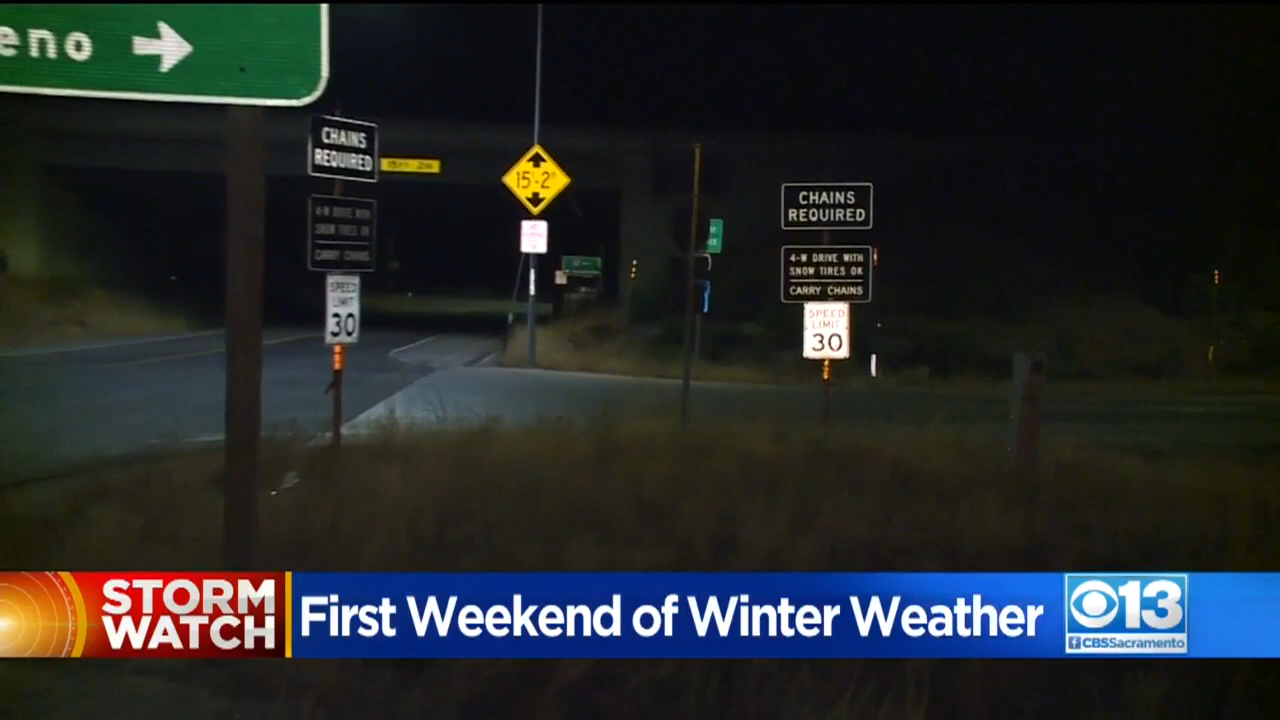 eno
CHAINS
REQUIRED
4-W DRIVE WITH
SNOW TIRES OK
CARRY CHAINS
SPEED
LIMIT
30
15'-2"
CHAINS
REQUIRED
4-W DRIVE WITH
SNOW TIRES OK
CARRY CHAINS
SPEED
LIMIT
30
STORM
WATCH
First Weekend of Winter Weather
13
CBSSacramento